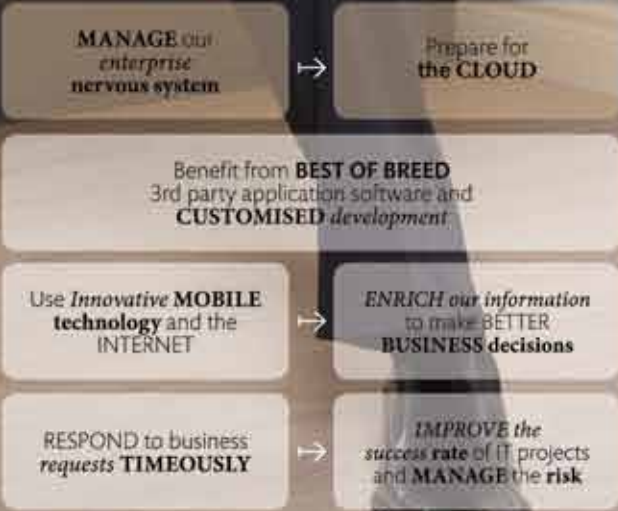 MANAGE our
enterprise
nervous system
Prepare for
the CLOUD
Benefit from BEST OF BREED
3rd party application software and
CUSTOMISED development
Use Innovative MOBILE
technology and the
INTERNET
ENRICH our information
to make BETTER
BUSINESS decisions
RESPOND to business
requests TIMEOUSLY
IMPROVE the
success rate of IT projects
and MANAGE the risk